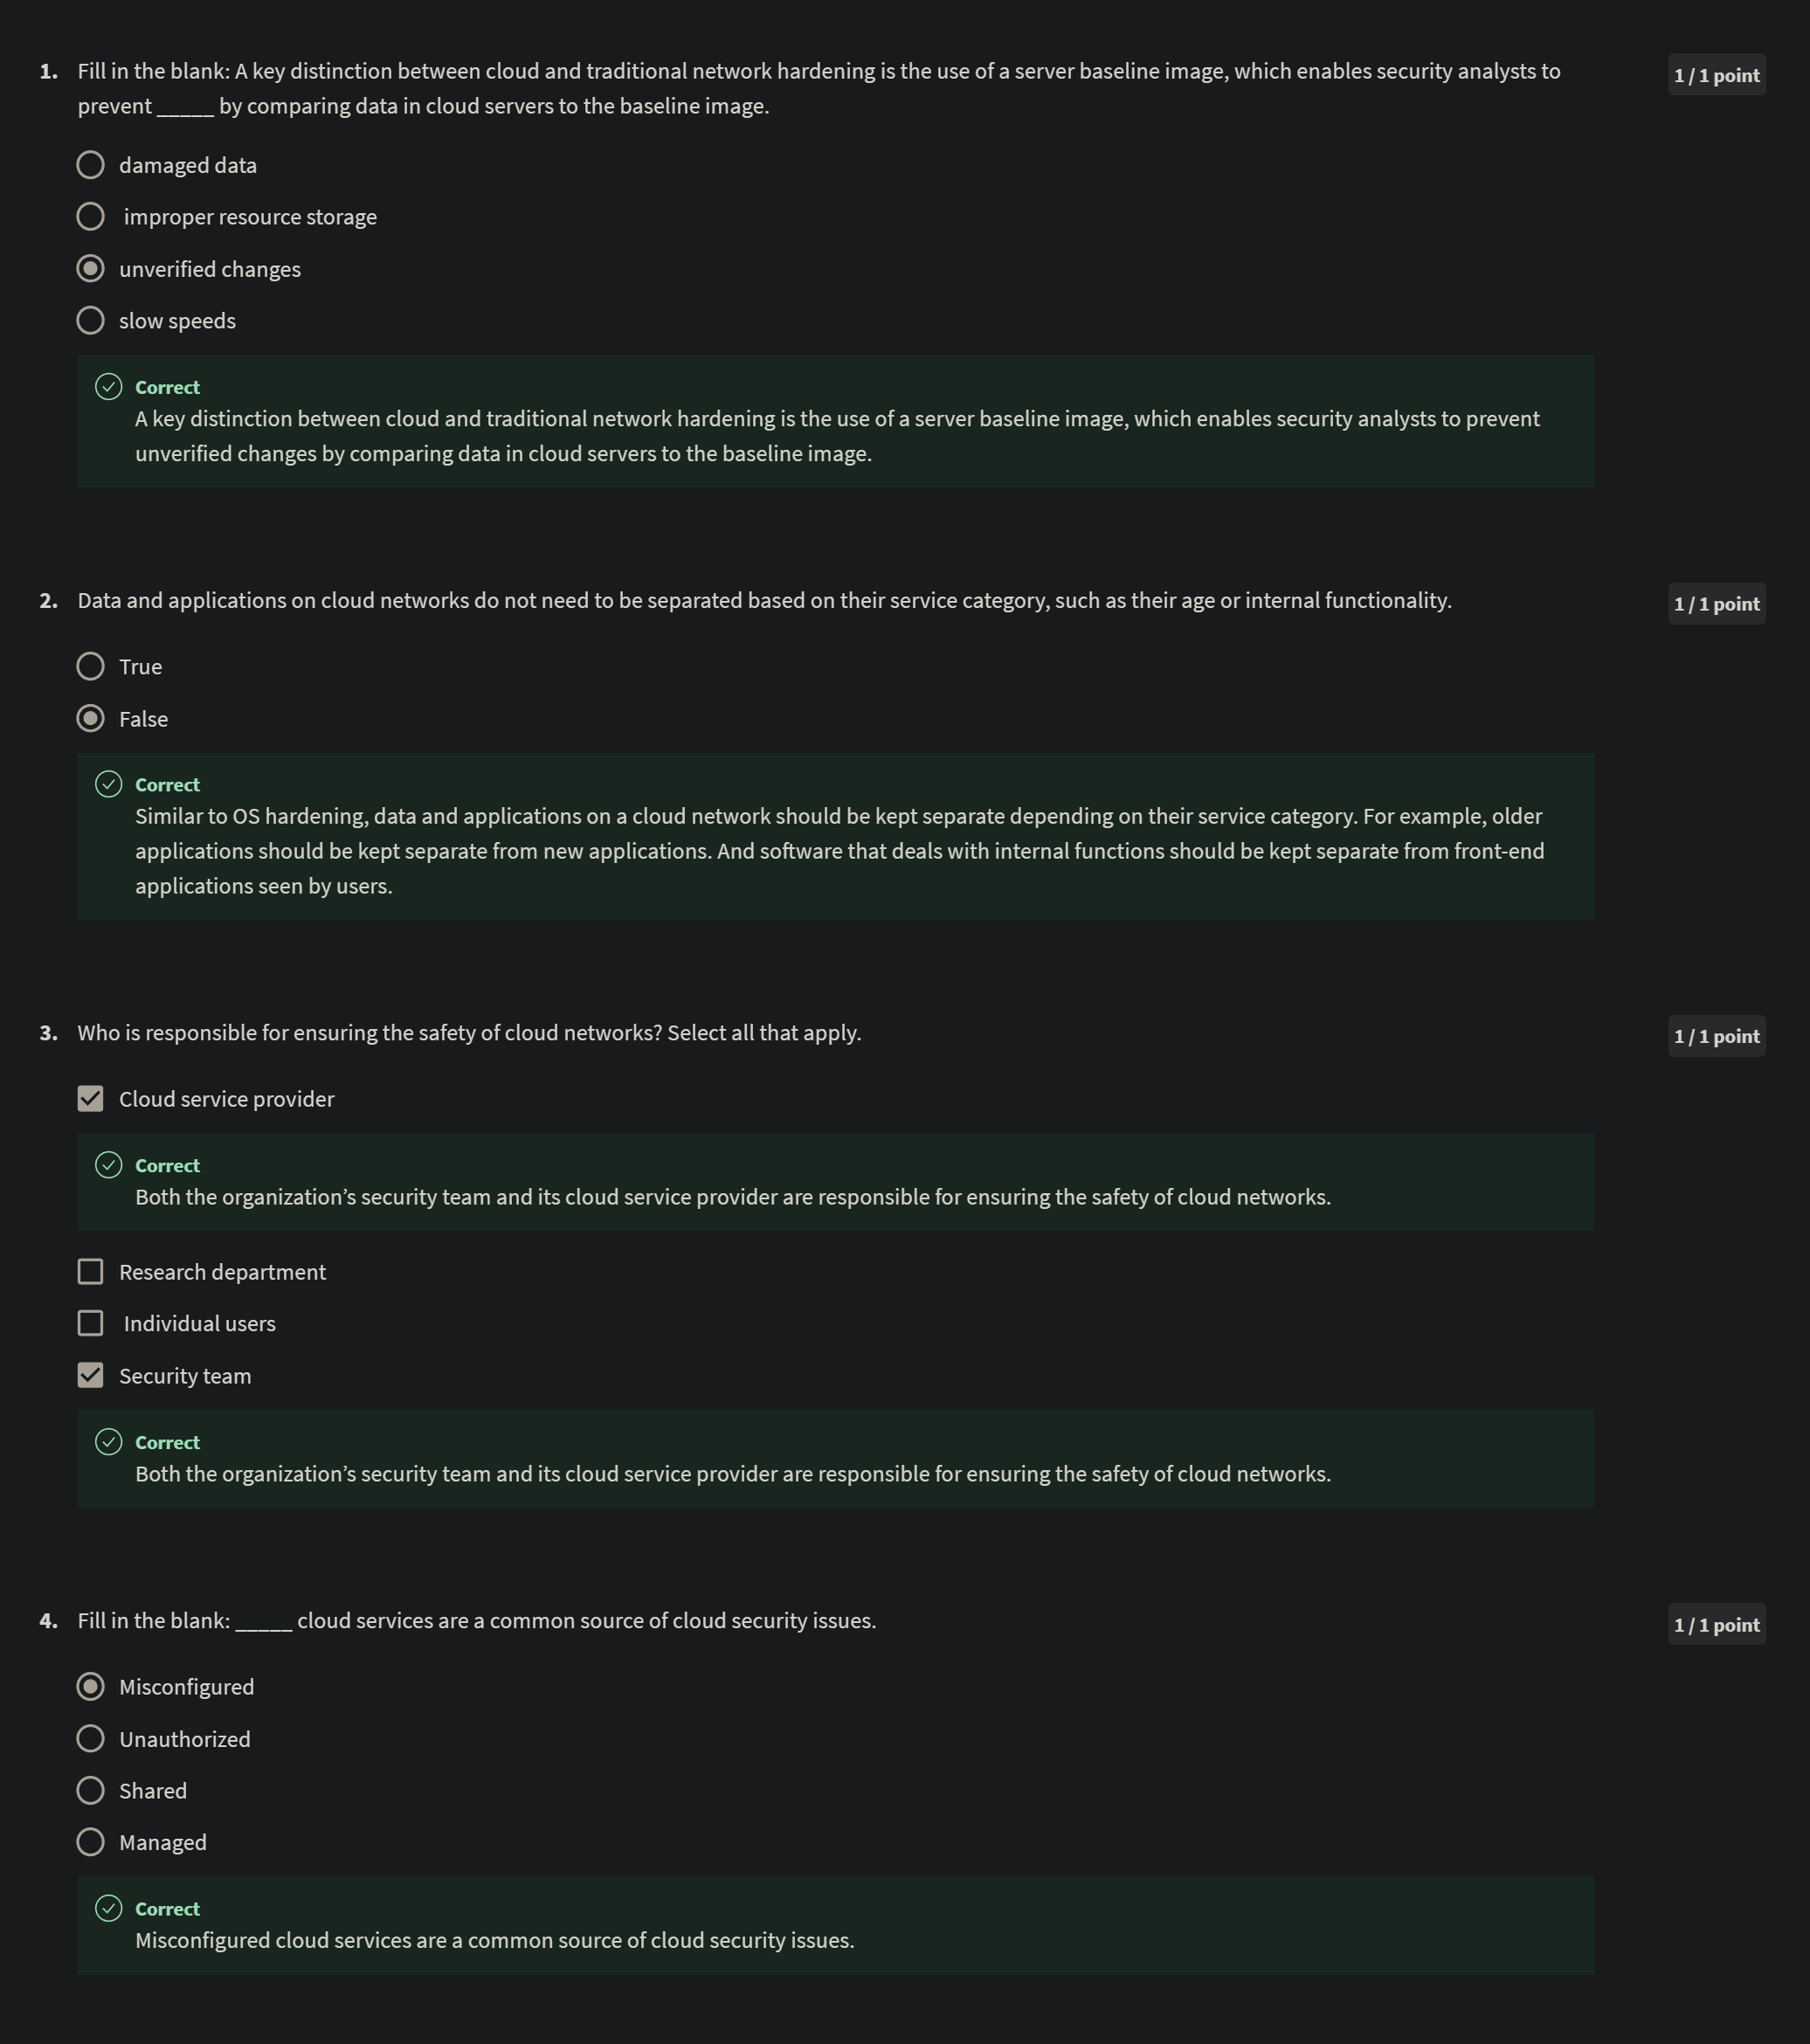 1. Fill in the blank: A key distinction between cloud and traditional network hardening is the use of a server baseline image, which enables security analysts to
1 / 1 point
prevent _____ by comparing data in cloud servers to the baseline image.
damaged data
improper resource storage
unverified changes
slow speeds
Correct
A key distinction between cloud and traditional network hardening is the use of a server baseline image, which enables security analysts to prevent
unverified changes by comparing data in cloud servers to the baseline image.
2. Data and applications on cloud networks do not need to be separated based on their service category, such as their age or internal functionality.
1 / 1 point
True
False
Correct
Similar to OS hardening, data and applications on a cloud network should be kept separate depending on their service category. For example, older
applications should be kept separate from new applications. And software that deals with internal functions should be kept separate from front-end
applications seen by users.
3. Who is responsible for ensuring the safety of cloud networks? Select all that apply.
1 / 1 point
Cloud service provider
Correct
Both the organization’s security team and its cloud service provider are responsible for ensuring the safety of cloud networks.
Research department
Individual users
Security team
Correct
Both the organization’s security team and its cloud service provider are responsible for ensuring the safety of cloud networks.
4. Fill in the blank: _____ cloud services are a common source of cloud security issues.
1 / 1 point
Misconfigured
Unauthorized
Shared
Managed
Correct
Misconfigured cloud services are a common source of cloud security issues.